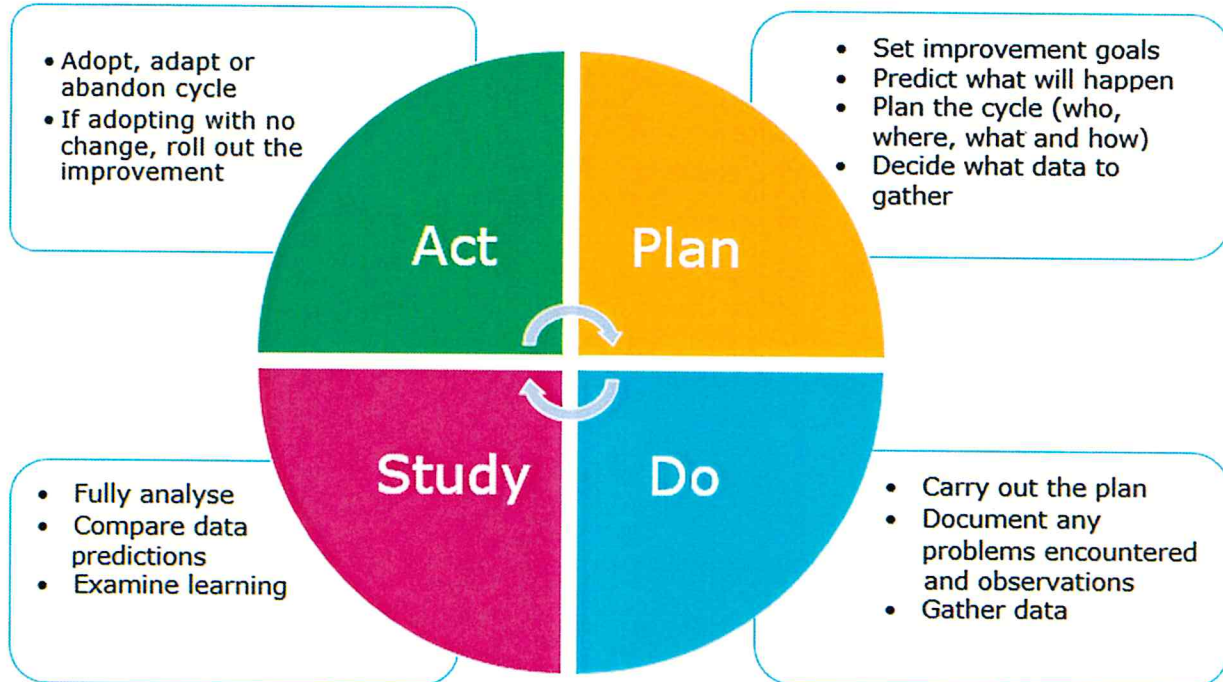 • Adopt, adapt or
abandon cycle
• If adopting with no
change, roll out the
improvement
• Set improvement goals
• Predict what will happen
• Plan the cycle (who,
where, what and how)
• Decide what data to
gather
Act
Plan
Study
Do
• Fully analyse
• Compare data
predictions
• Examine learning
• Carry out the plan
• Document any
problems encountered
and observations
• Gather data